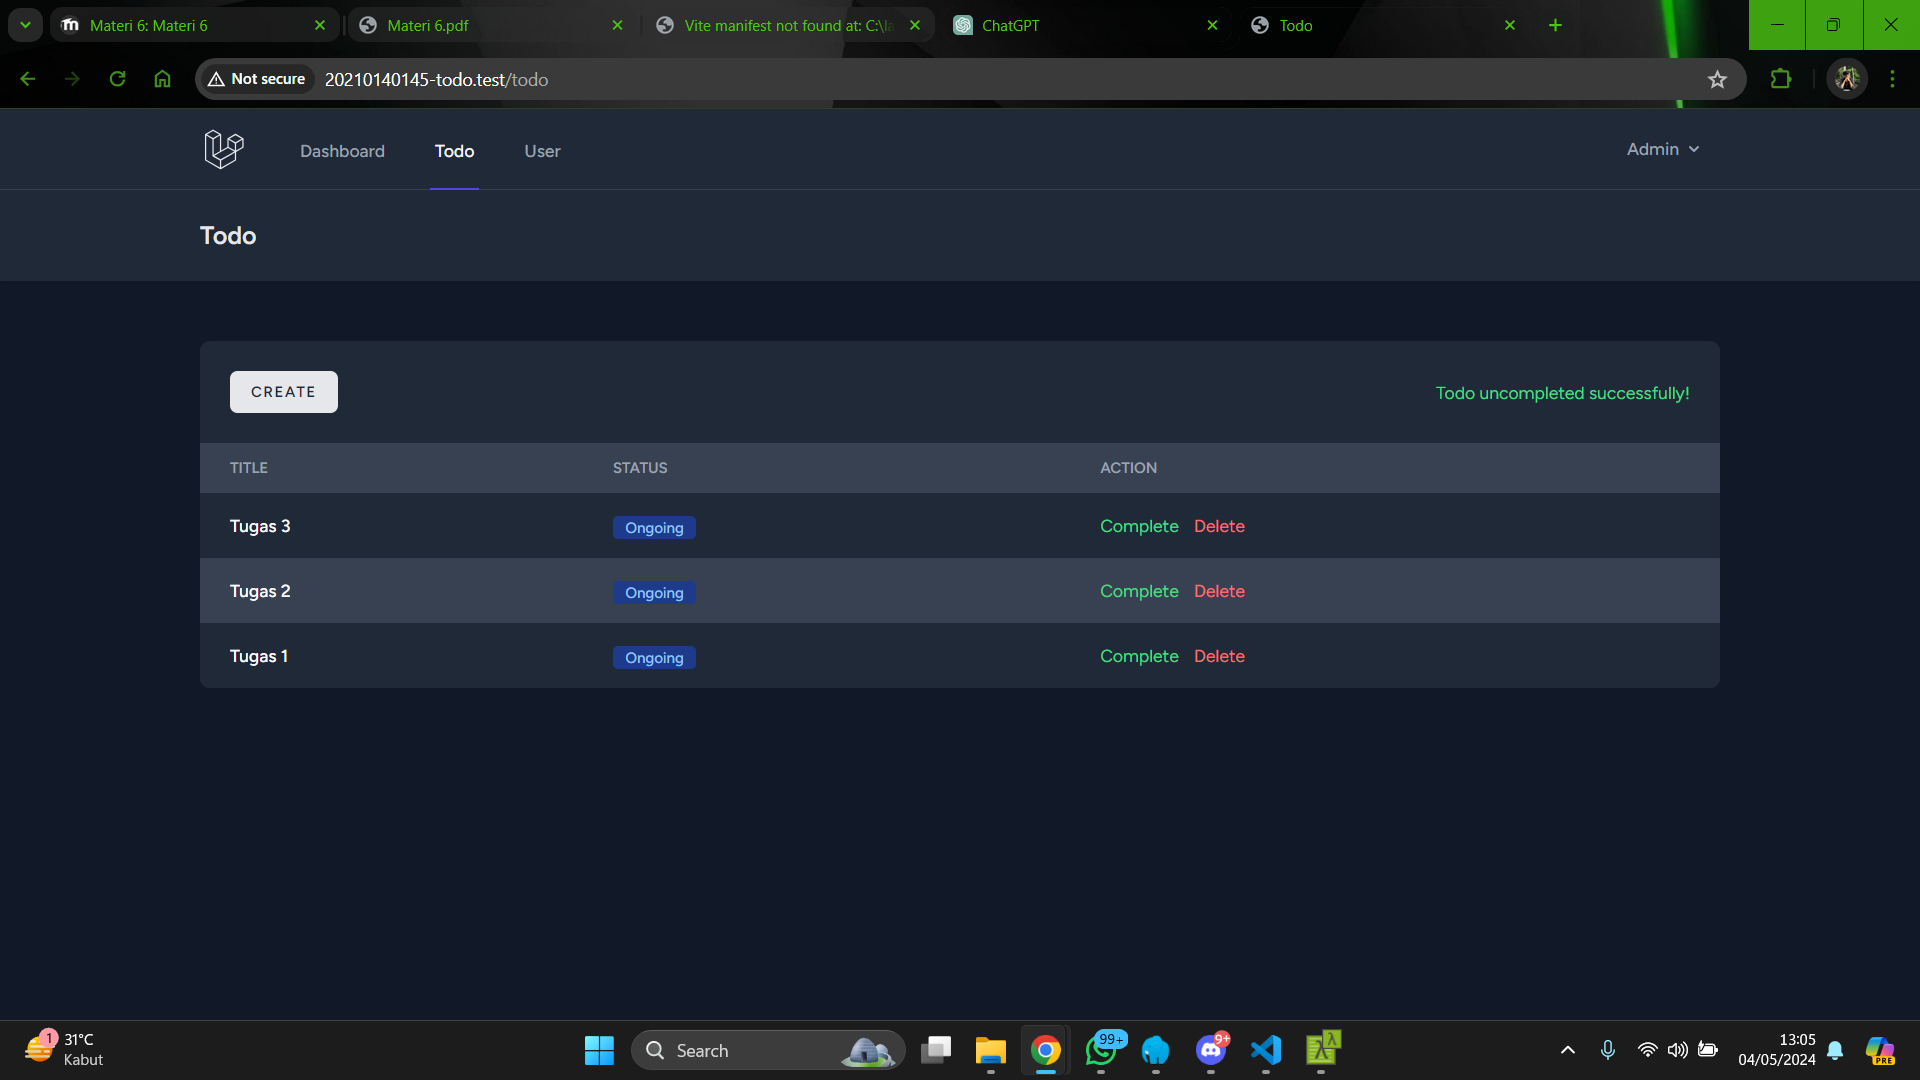 Materi 6: Materi 6
Materi 6.pdf
Vite manifest not found at: C:\la
ChatGPT
Todo
Not secure
20210140145-todo.test/todo
Dashboard
Todo
User
Admin
Todo
CREATE
Todo uncompleted successfully!
TITLE STATUS ACTION
Tugas 3 Ongoing Complete Delete
Tugas 2 Ongoing Complete Delete
Tugas 1 Ongoing Complete Delete
1
31°C
Kabut
Search
99+
9+
13:05
04/05/2024
PRE